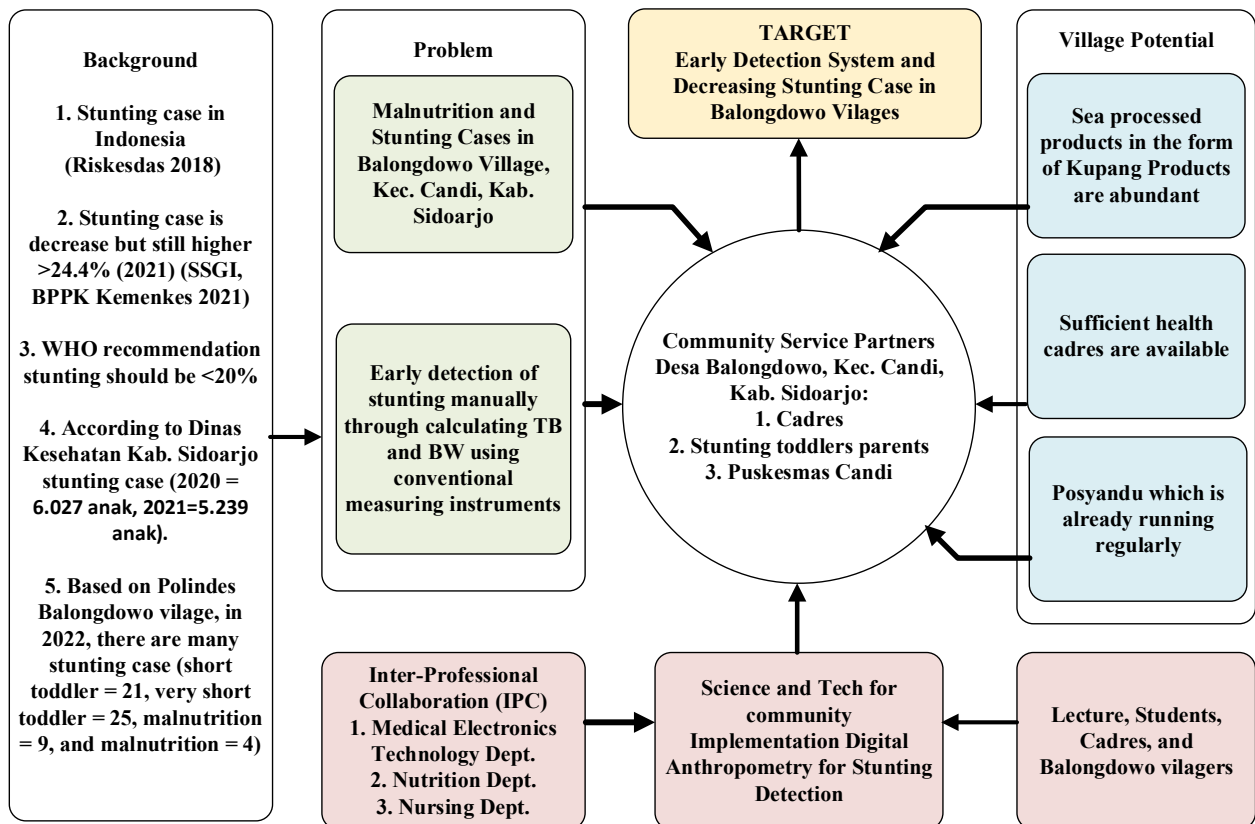 Background
1. Stunting case in
Indonesia
(Riskesdas 2018)
2. Stunting case is
decrease but still higher
>24.4% (2021) (SSGI,
BPPK Kemenkes 2021)
3. WHO recommendation
stunting should be <20%
4. According to Dinas
Kesehatan Kab. Sidoarjo
stunting case (2020 =
6.027 anak, 2021=5.239
anak).
5. Based on Polindes
Balongdowo vilage, in
2022, there are many
stunting case (short
toddler = 21, very short
toddler = 25, malnutrition
= 9, and malnutrition = 4)
Problem
Malnutrition and
Stunting Cases in
Balongdowo Village,
Kec. Candi, Kab.
Sidoarjo
Early detection of
stunting manually
through calculating TB
and BW using
conventional
measuring instruments
TARGET
Early Detection System and
Decreasing Stunting Case in
Balongdowo Vilages
Community Service Partners
Desa Balongdowo, Kec. Candi,
Kab. Sidoarjo:
1. Cadres
2. Stunting toddlers parents
3. Puskesmas Candi
Village Potential
Sea processed
products in the form
of Kupang Products
are abundant
Sufficient health
cadres are available
Posyandu which is
already running
regularly
Inter-Professional
Collaboration (IPC)
1. Medical Electronics
Technology Dept.
2. Nutrition Dept.
3. Nursing Dept.
Science and Tech for
community
Implementation Digital
Anthropometry for Stunting
Detection
Lecture, Students,
Cadres, and
Balongdowo vilagers